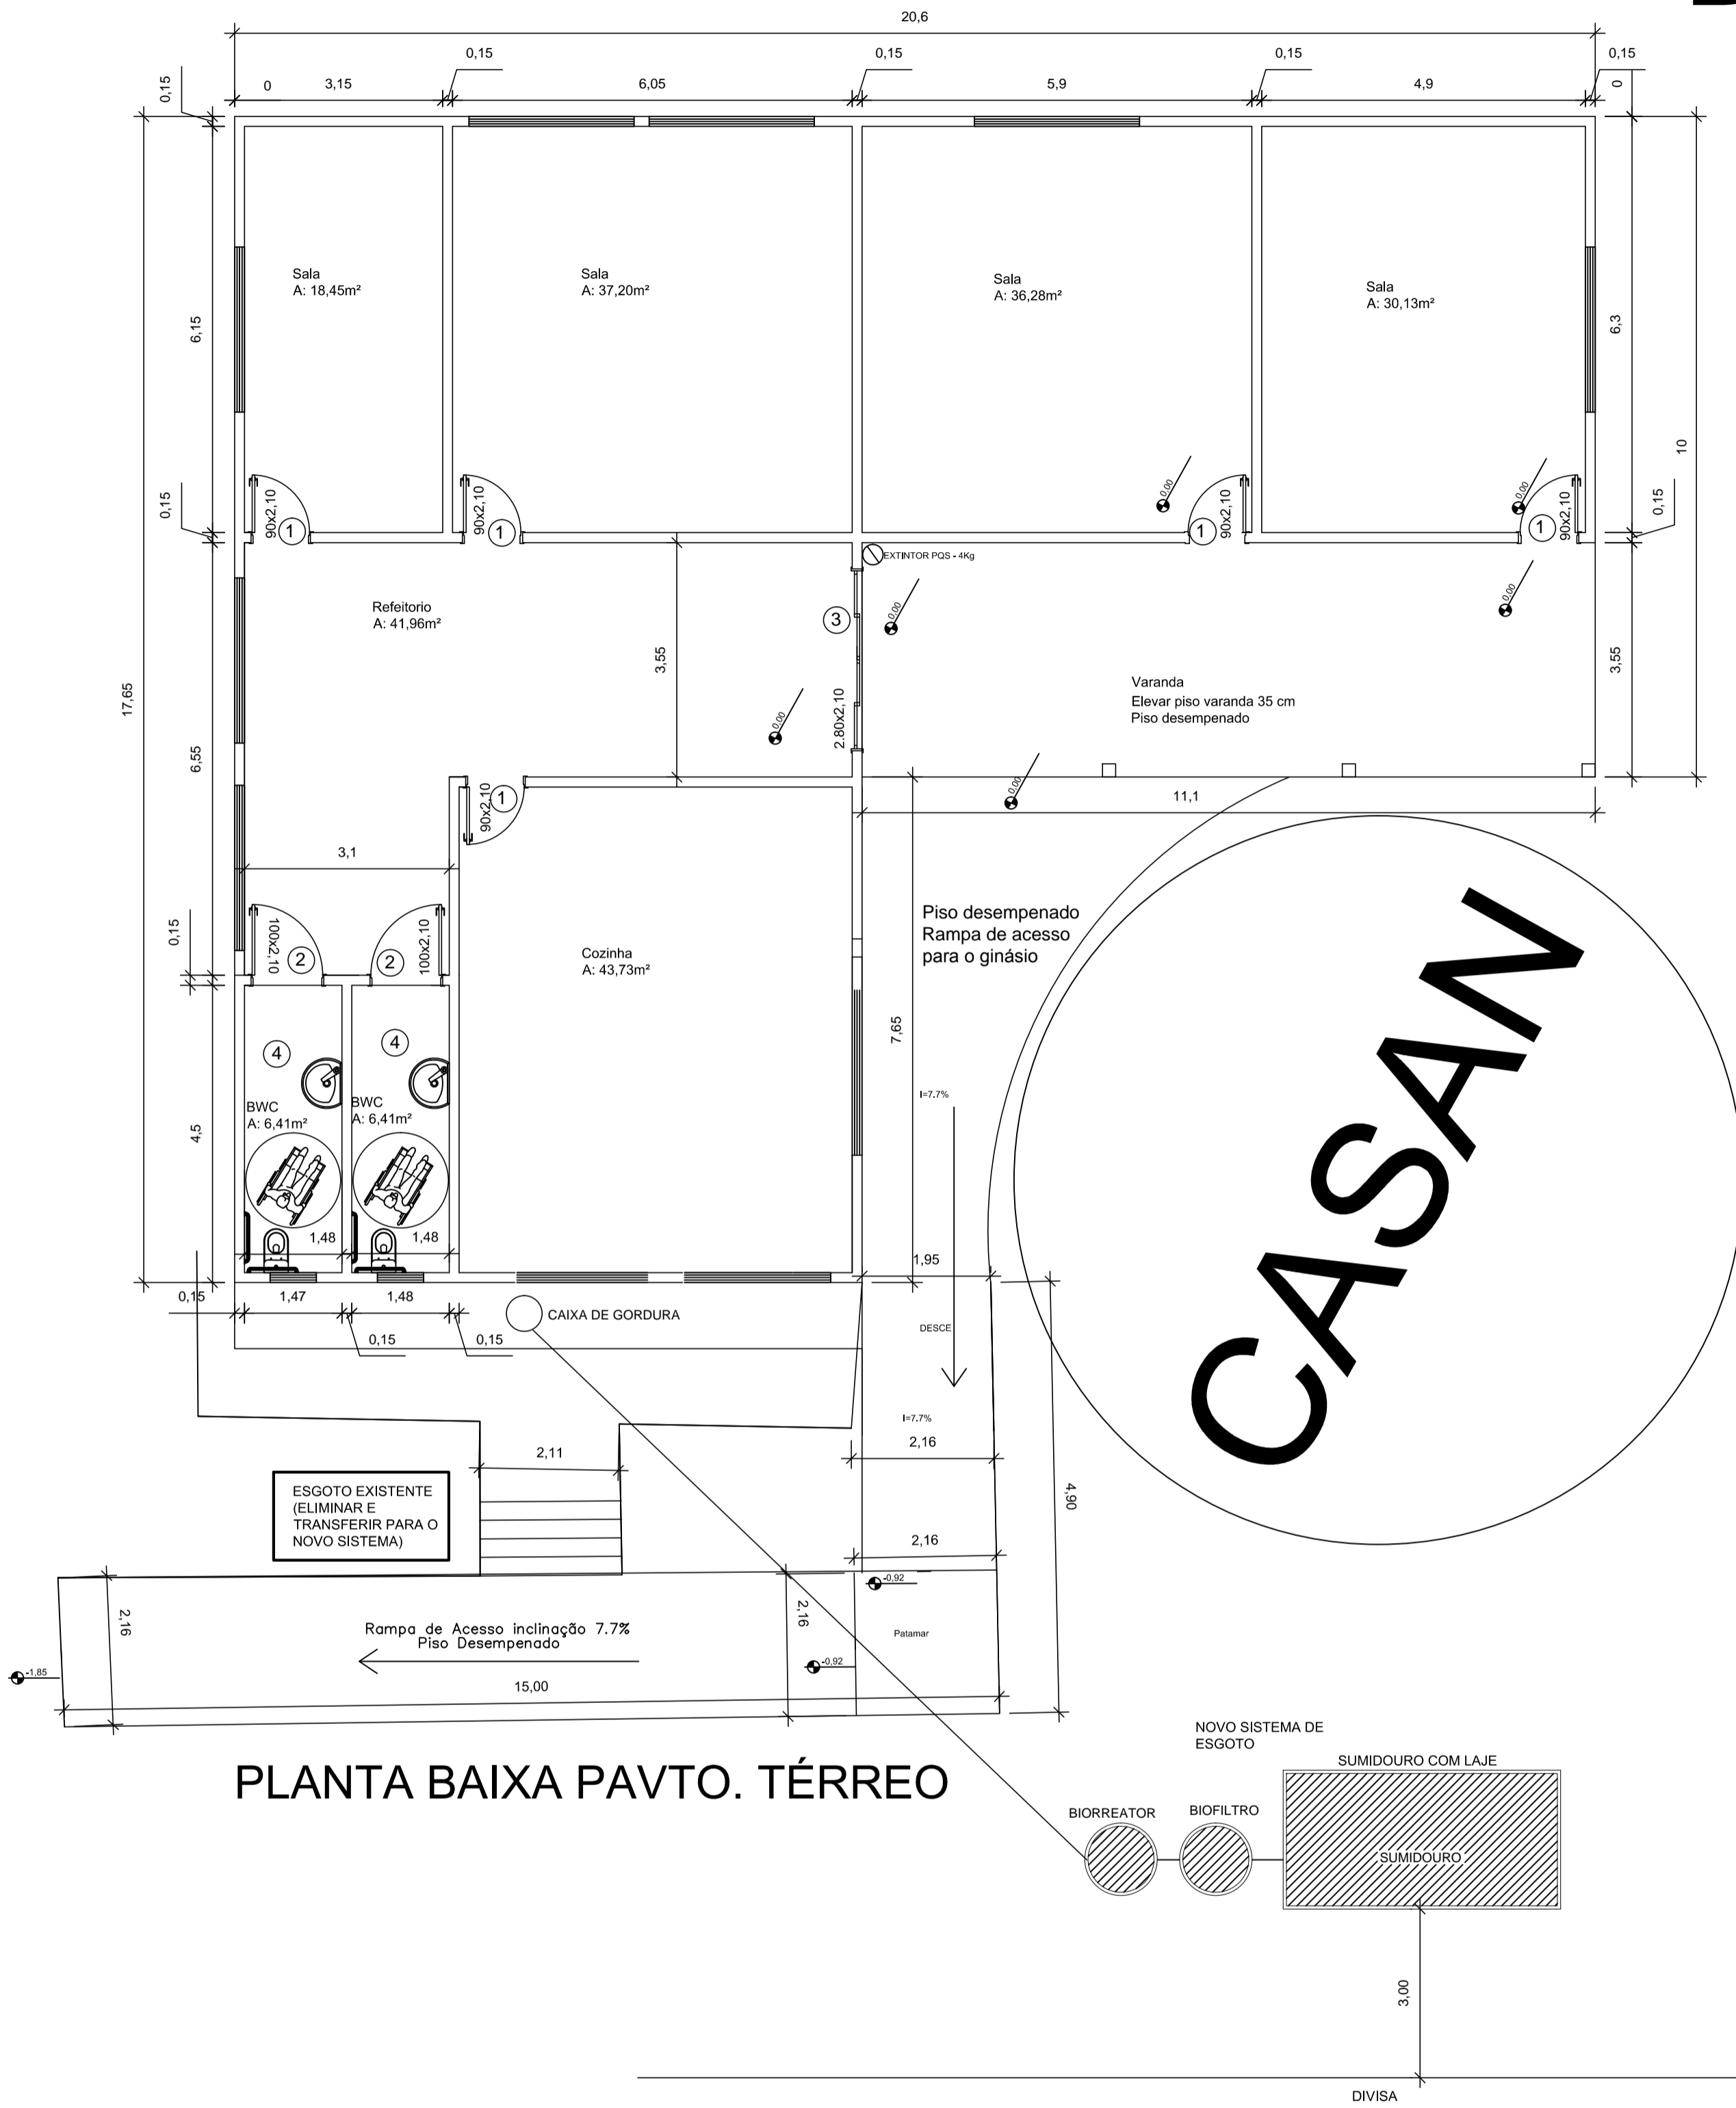 20,6
0,15
0,15
0,15
0,15
0,15
0
3,15
6,05
5,9
4,9
0
Sala
A: 18,45m²
Sala
A: 37,20m²
Sala
A: 36,28m²
Sala
A: 30,13m²
6,15
6,3
10
0,15
0,15
90x2,10
1
90x2,10
1
0,00
1
90x2,10
0,00
1
90x2,10
EXTINTOR PQS - 4Kg
Refeitorio
A: 41,96m²
3
0,00
0,00
3,55
3,55
17,65
6,55
2.80x2,10
0,00
Varanda
Elevar piso varanda 35 cm
Piso desempenado
0,00
90x2,10
1
11,1
3,1
Piso desempenado
Rampa de acesso
para o ginásio
0,15
100x2,10
2
2
100x2,10
Cozinha
A: 43,73m²
CASAN
7,65
4
4
I=7.7%
BWC
A: 6,41m²
BWC
A: 6,41m²
4,5
1,48
1,48
1,95
0,15
1,47
1,48
0,15
0,15
CAIXA DE GORDURA
DESCE
I=7.7%
2,16
2,11
4,90
ESGOTO EXISTENTE
(ELIMINAR E
TRANSFERIR PARA O
NOVO SISTEMA)
2,16
-0,92
2,16
2,16
Rampa de Acesso inclinação 7.7%
Piso Desempenado
Patamar
-0,92
-1,85
15,00
PLANTA BAIXA PAVTO. TÉRREO
NOVO SISTEMA DE
ESGOTO
SUMIDOURO COM LAJE
BIORREATOR
BIOFILTRO
SUMIDOURO
3,00
DIVISA